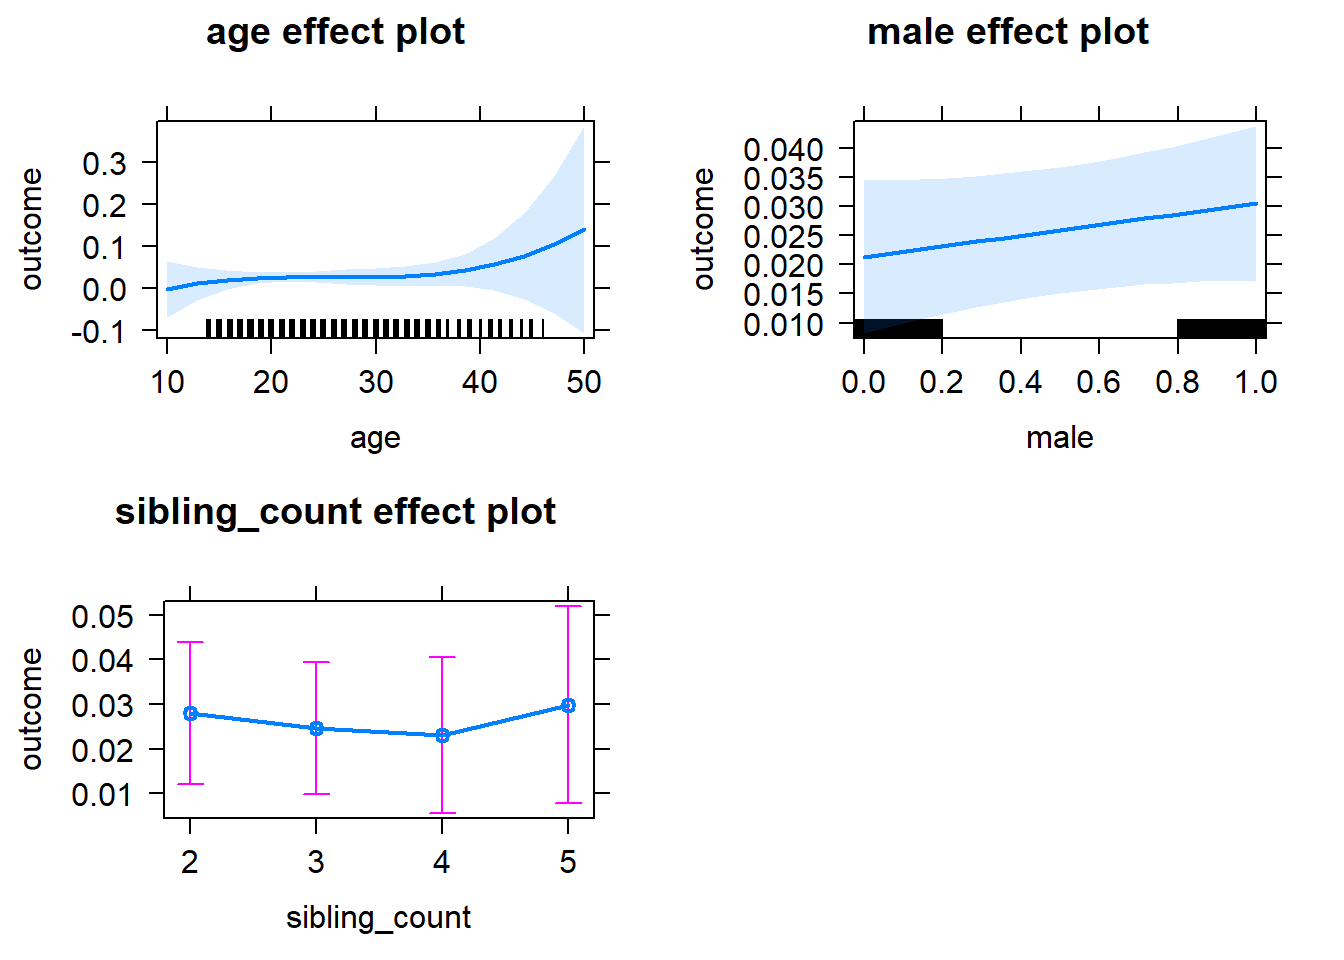 age effect plot
outcome
0.3
0.2
0.1
0.0
-0.1
10 20 30 40 50
age
male effect plot
outcome
0.040
0.035
0.030
0.025
0.020
0.015
0.010
0.0 0.2 0.4 0.6 0.8 1.0
male
sibling_count effect plot
outcome
0.05
0.04
0.03
0.02
0.01
2 3 4 5
sibling_count